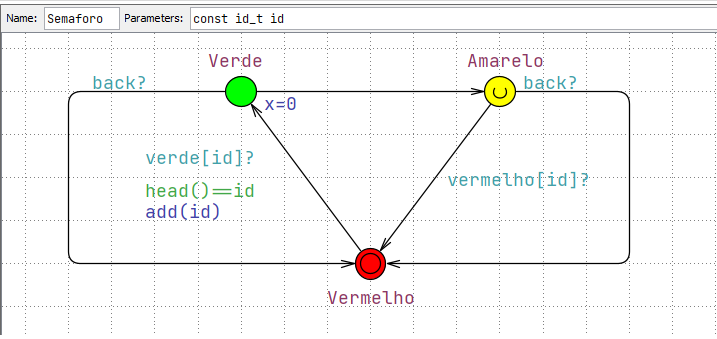 Name: Semaforo Parameters: const id_t id
Verde
Amarelo
back?
back?
x=0
verde[id]?
vermelho[id]?
head()==id
add(id)
Vermelho